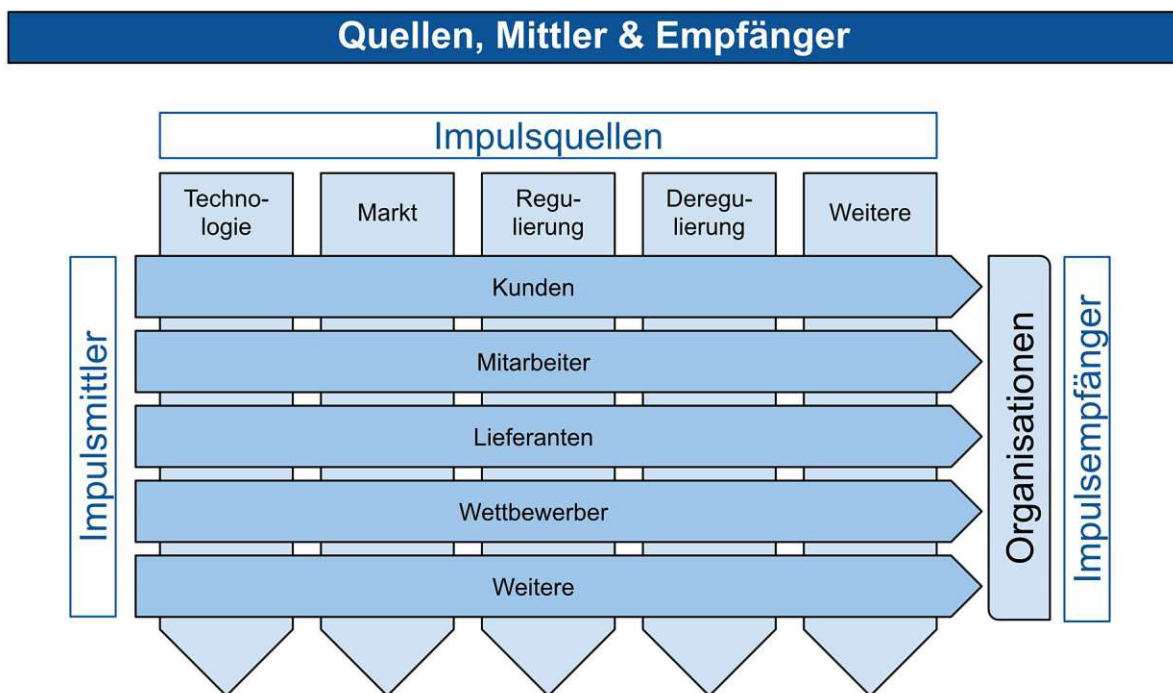 Quellen, Mittler & Empfänger
Impulsquellen
Techno-
logie
Markt
Regu-
lierung
Deregu-
lierung
Weitere
Impulsmittler
Kunden
Mitarbeiter
Lieferanten
Wettbewerber
Weitere
Organisationen
Impulsempfänger